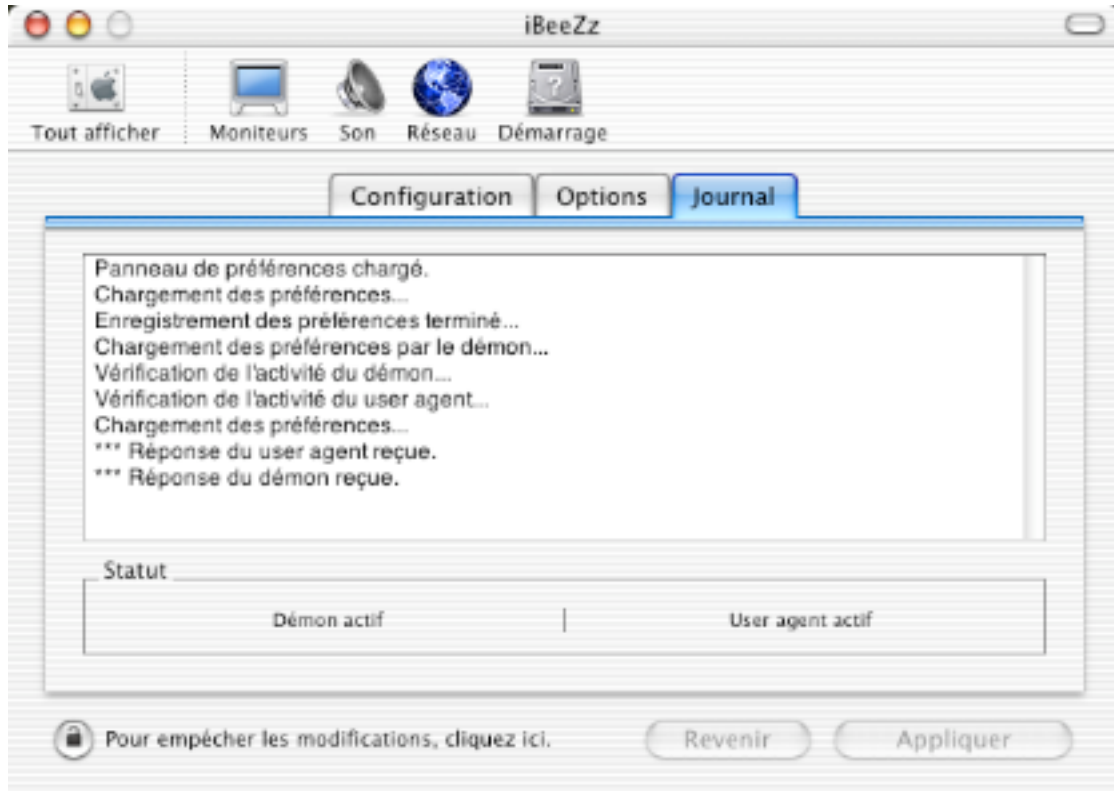 iBeeZz
Tout afficher Moniteurs Son Réseau Démarrage
Configuration Options Journal
Panneau de préférences chargé.
Chargement des préférences...
Enregistrement des préférences terminé...
Chargement des préférences par le démon...
Vérification de l'activité du démon...
Vérification de l'activité du user agent...
Chargement des préférences...
*** Réponse du user agent reçue.
*** Réponse du démon reçue.
Statut
Démon actif | User agent actif
Pour empécher les modifications, cliquez ici. Revenir Appliquer